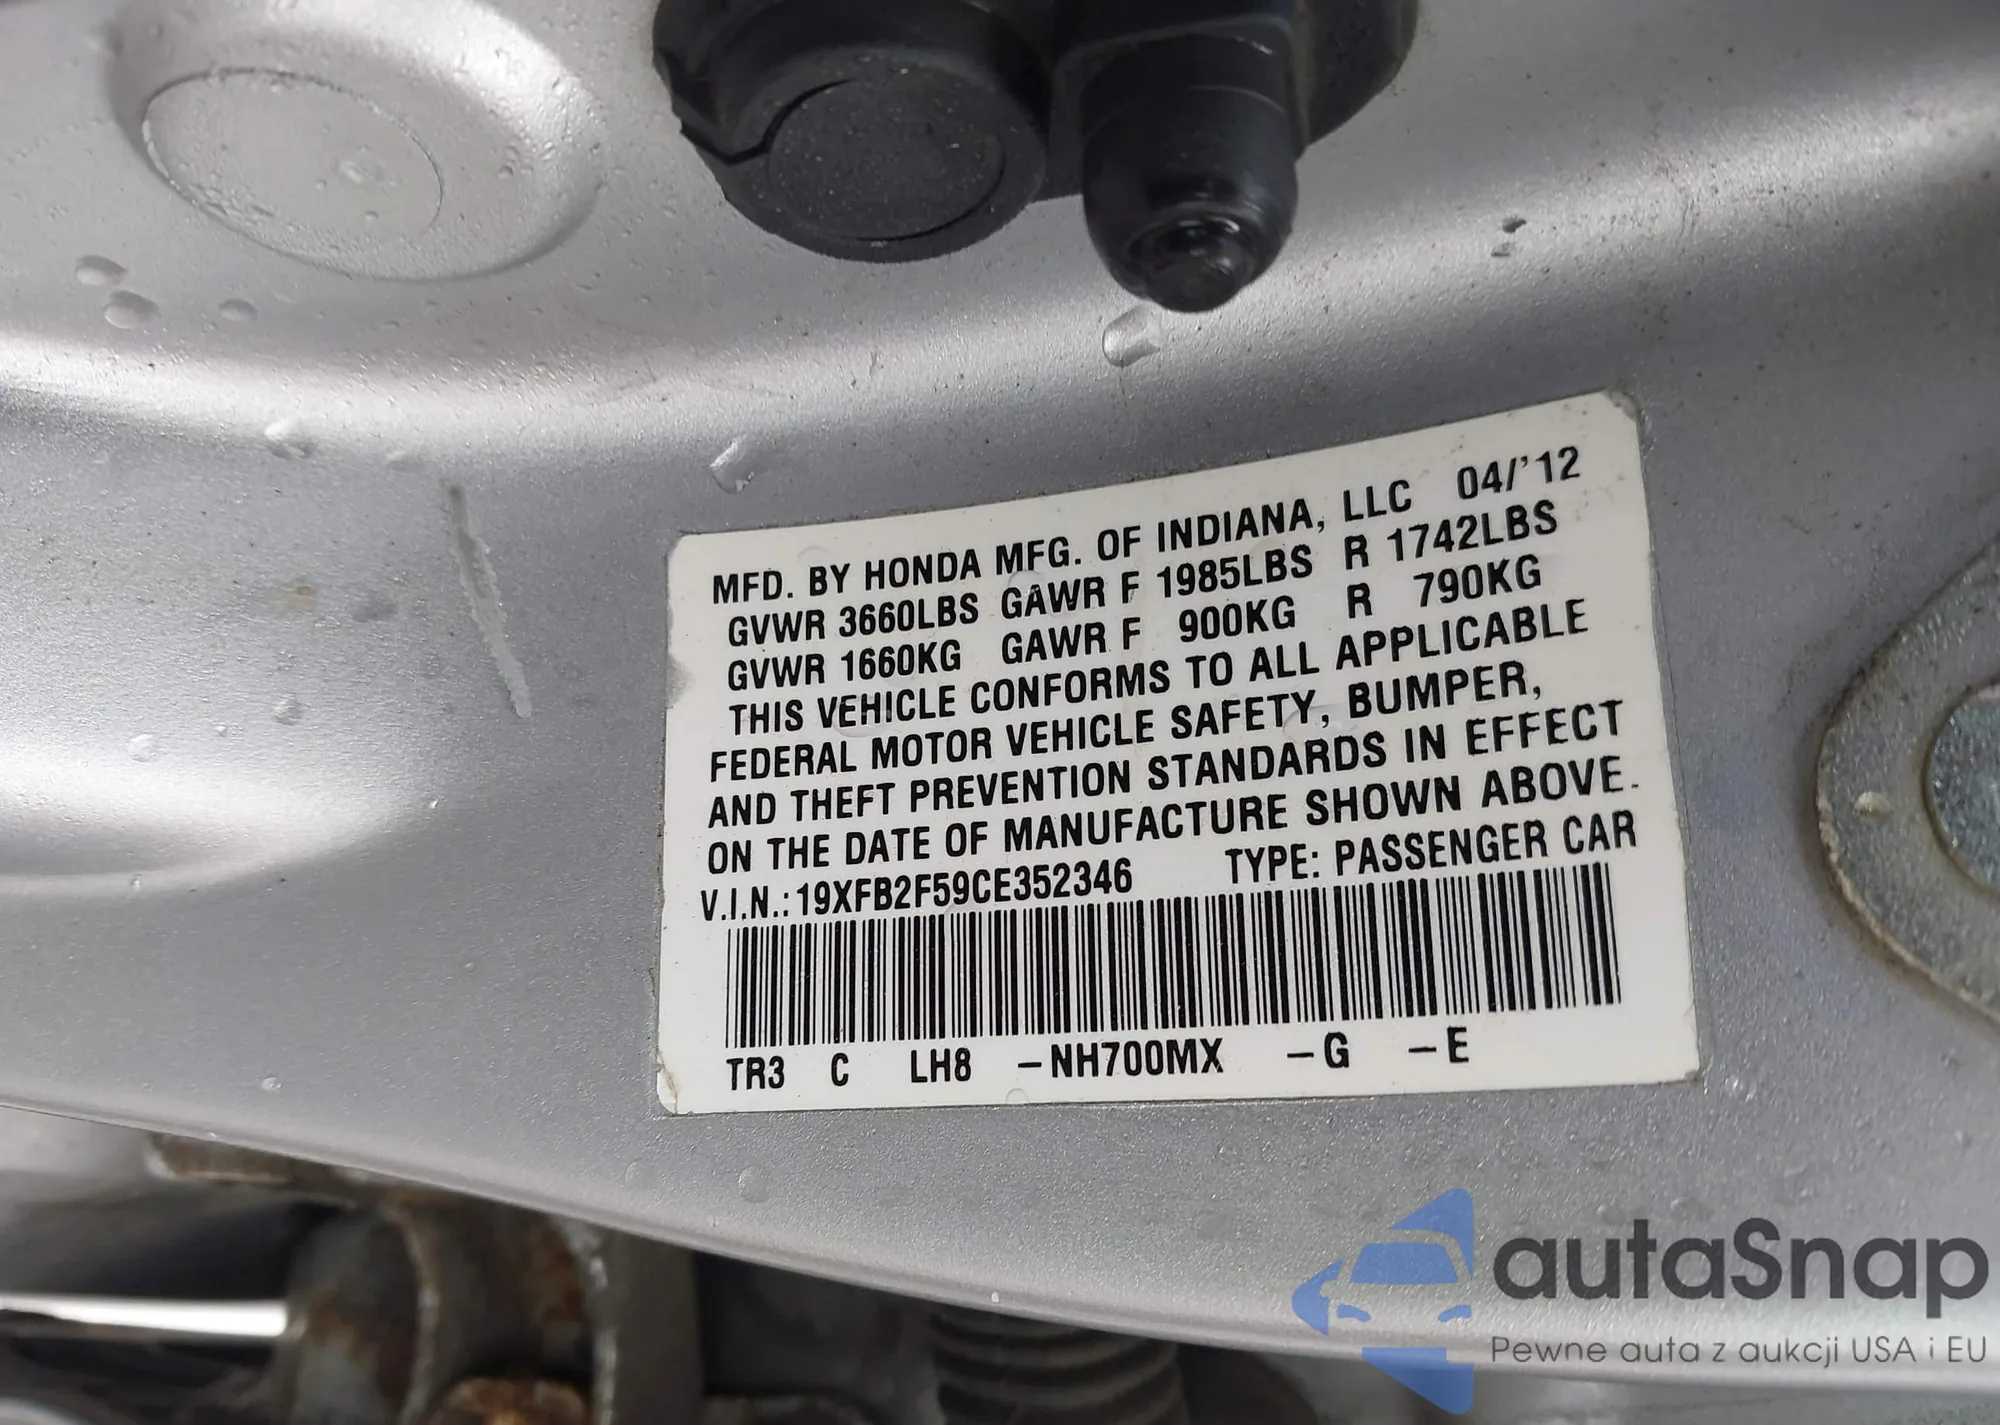 MFD. BY HONDA MFG. OF INDIANA, LLC 04/'12
GVWR 3660LBS GAWR F 1985LBS R 1742LBS
GVWR 1660KG GAWR F 900KG R 790KG
THIS VEHICLE CONFORMS TO ALL APPLICABLE
FEDERAL MOTOR VEHICLE SAFETY, BUMPER,
AND THEFT PREVENTION STANDARDS IN EFFECT
ON THE DATE OF MANUFACTURE SHOWN ABOVE.
V.I.N.: 19XFB2F59CE352346 TYPE: PASSENGER CAR
TR3 C LH8 -NH700MX -G -E
autaSnap
Pewne auta z aukcji USA i EU